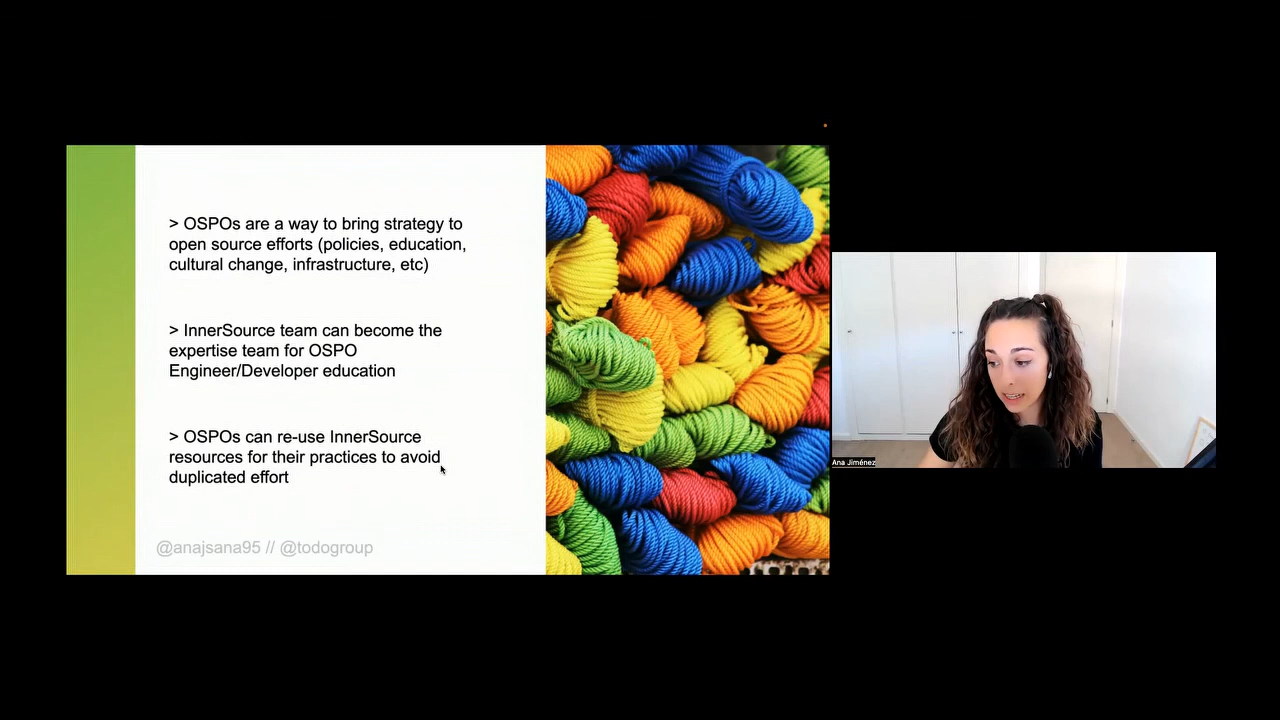 > OSPOs are a way to bring strategy to
open source efforts (policies, education,
cultural change, infrastructure, etc)
> InnerSource team can become the
expertise team for OSPO
Engineer/Developer education
> OSPOs can re-use InnerSource
resources for their practices to avoid
duplicated effort
@anajsana95 // @todogroup
Ana Jiménez